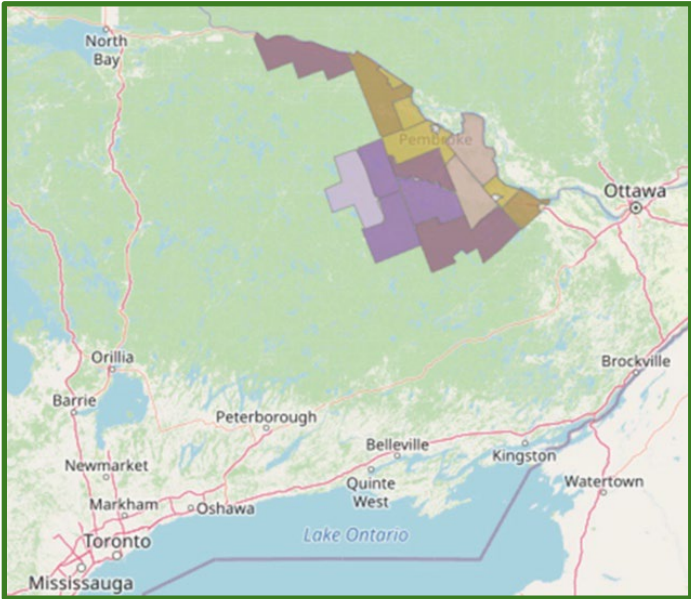 North
Bay
Pembroke
Ottawa
Orillia
Brockville
Barrie
Peterborough
Belleville
Kingston
Newmarket
Quinte
West
Watertown
Markham
Oshawa
Lake Ontario
Toronto
Mississauga